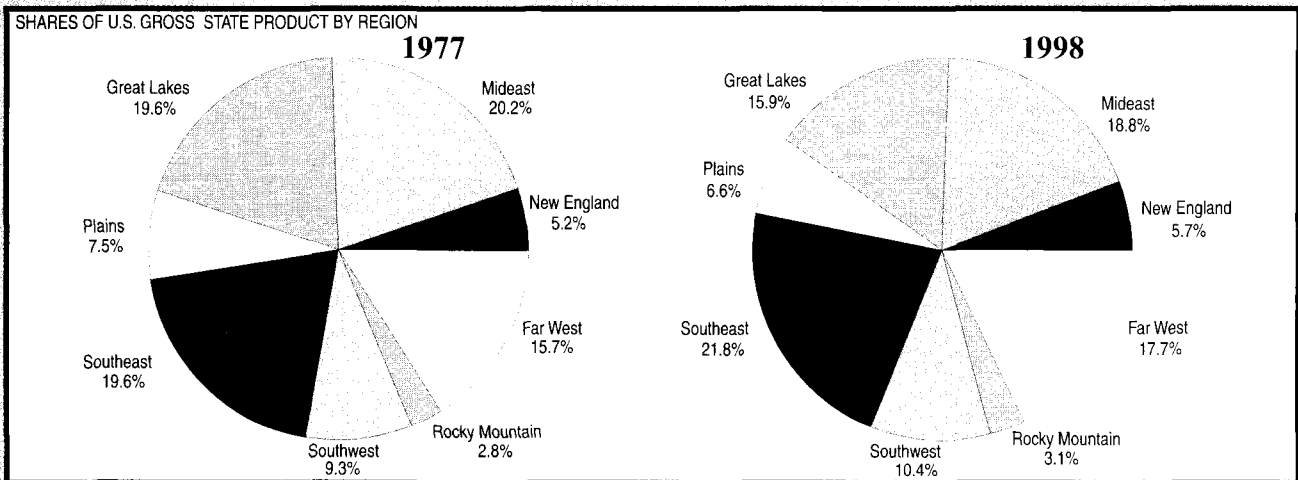 SHARES OF U.S. GROSS STATE PRODUCT BY REGION
1977
Great Lakes
19.6%
Mideast
20.2%
New England
5.2%
Plains
7.5%
Southeast
19.6%
Far West
15.7%
Rocky Mountain
2.8%
Southwest
9.3%
1998
Great Lakes
15.9%
Mideast
18.8%
Plains
6.6%
New England
5.7%
Southeast
21.8%
Far West
17.7%
Rocky Mountain
3.1%
Southwest
10.4%